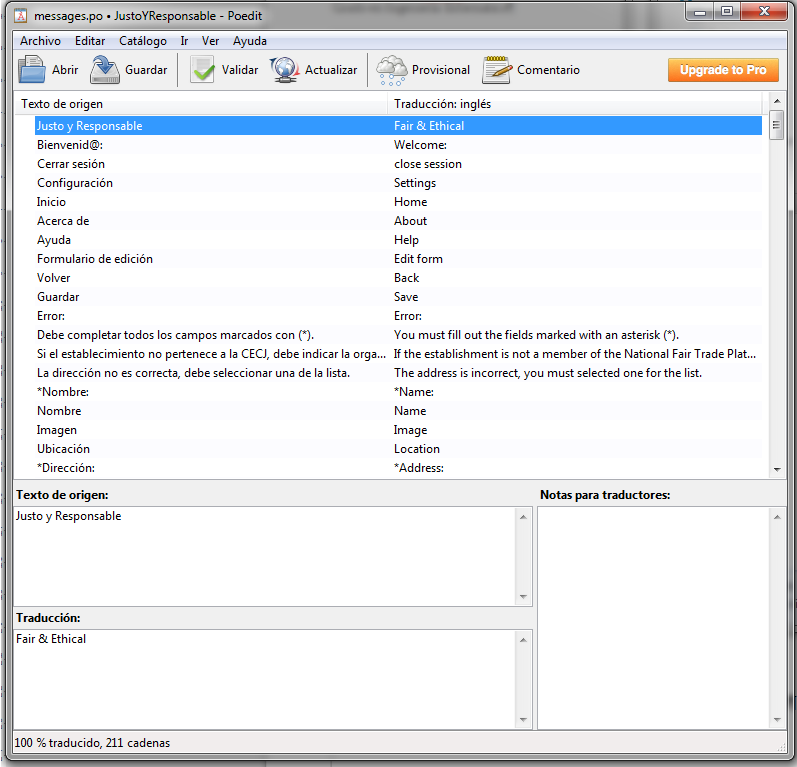 messages.po • JustoYResponsable - Poedit
Archivo Editar Catálogo Ir Ver Ayuda
Abrir Guardar Validar Actualizar Provisional Comentario Upgrade to Pro
Texto de origen Traducción: inglés
Justo y Responsable Fair & Ethical
Bienvenid@: Welcome:
Cerrar sesión close session
Configuración Settings
Inicio Home
Acerca de About
Ayuda Help
Formulario de edición Edit form
Volver Back
Guardar Save
Error: Error:
Debe completar todos los campos marcados con (*). You must fill out the fields marked with an asterisk (*).
Si el establecimiento no pertenece a la CECJ, debe indicar la orga... If the establishment is not a member of the National Fair Trade Plat...
La dirección no es correcta, debe seleccionar una de la lista. The address is incorrect, you must selected one for the list.
*Nombre: *Name:
Nombre Name
Imagen Image
Ubicación Location
*Dirección: *Address:
Texto de origen: Notas para traductores:
Justo y Responsable
Traducción:
Fair & Ethical
100 % traducido, 211 cadenas